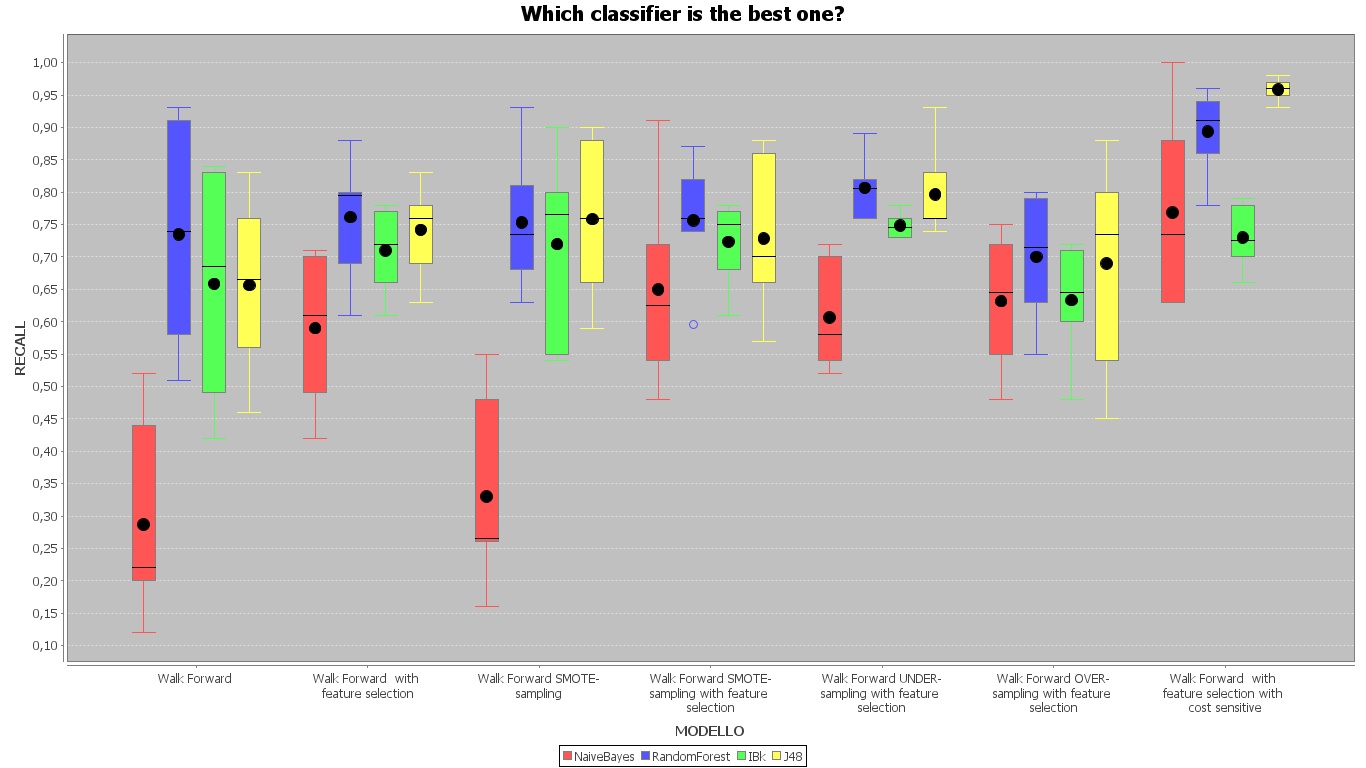 Which classifier is the best one?
RECALL
1,00
0,95
0,90
0,85
0,80
0,75
0,70
0,65
0,60
0,55
0,50
0,45
0,40
0,35
0,30
0,25
0,20
0,15
0,10
Walk Forward
Walk Forward with
feature selection
Walk Forward SMOTE-
sampling
Walk Forward SMOTE-
sampling with feature
selection
Walk Forward UNDER-
sampling with feature
selection
Walk Forward OVER-
sampling with feature
selection
Walk Forward with
feature selection with
cost sensitive
MODELLO
NaiveBayes RandomForest IBk J48